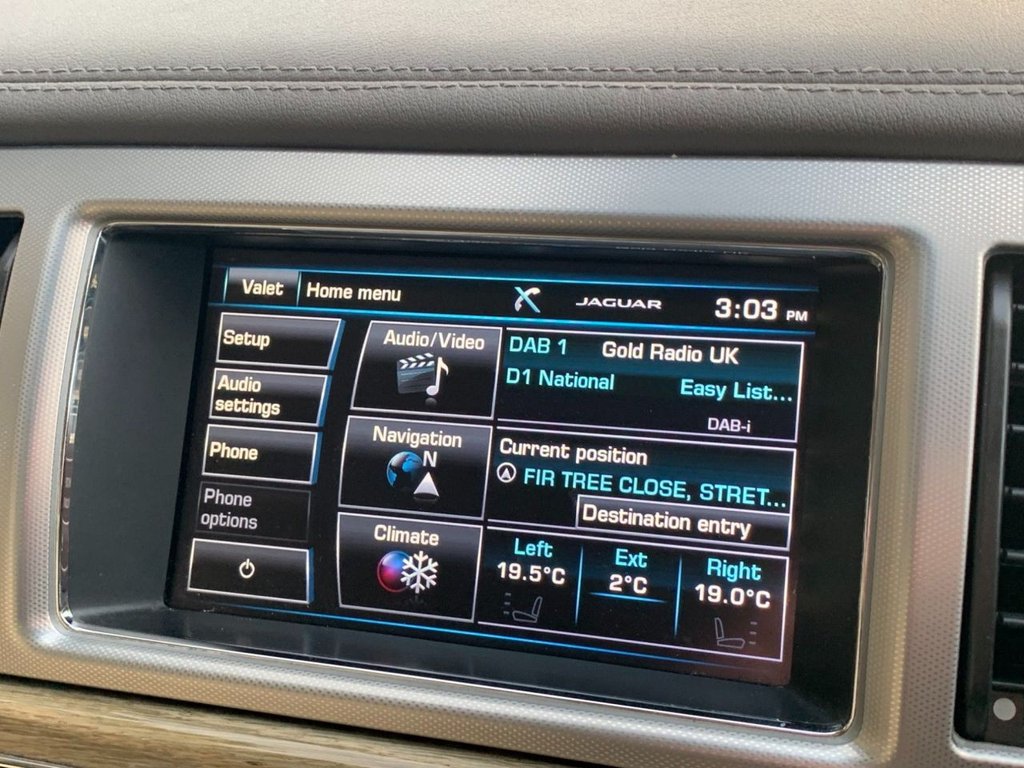 Valet Home menu JAGUAR 3:03 PM
Setup
Audio
settings
Phone
Phone
options
Audio/Video
DAB 1 Gold Radio UK
D1 National Easy List...
DAB-i
Navigation
N
Current position
FIR TREE CLOSE, STRET...
Destination entry
Climate
Left Ext Right
19.5°C 2°C 19.0°C